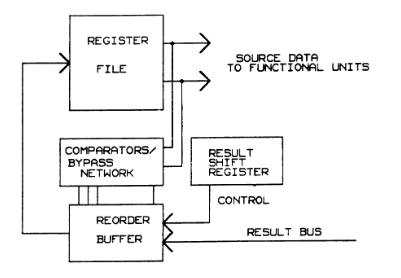 REGISTER
FILE
SOURCE DATA
TO FUNCTIONAL UNITS
COMPARATORS/
BYPASS
NETWORK
RESULT
SHIFT
REGISTER
CONTROL
REORDER
BUFFER
RESULT BUS